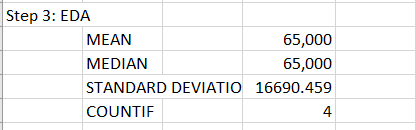 Step 3: EDA
MEAN 65,000
MEDIAN 65,000
STANDARD DEVIATIO 16690.459
COUNTIF 4